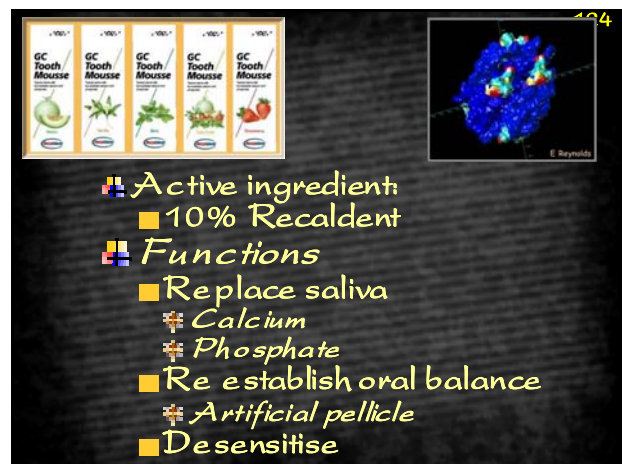 124
GC Tooth Mousse
GC Tooth Mousse
GC Tooth Mousse
GC Tooth Mousse
GC Tooth Mousse
E Reynolds
Active ingredient:
10% Recaldent
Functions
Replace saliva
Calcium
Phosphate
Re establish oral balance
Artificial pellicle
Desensitise